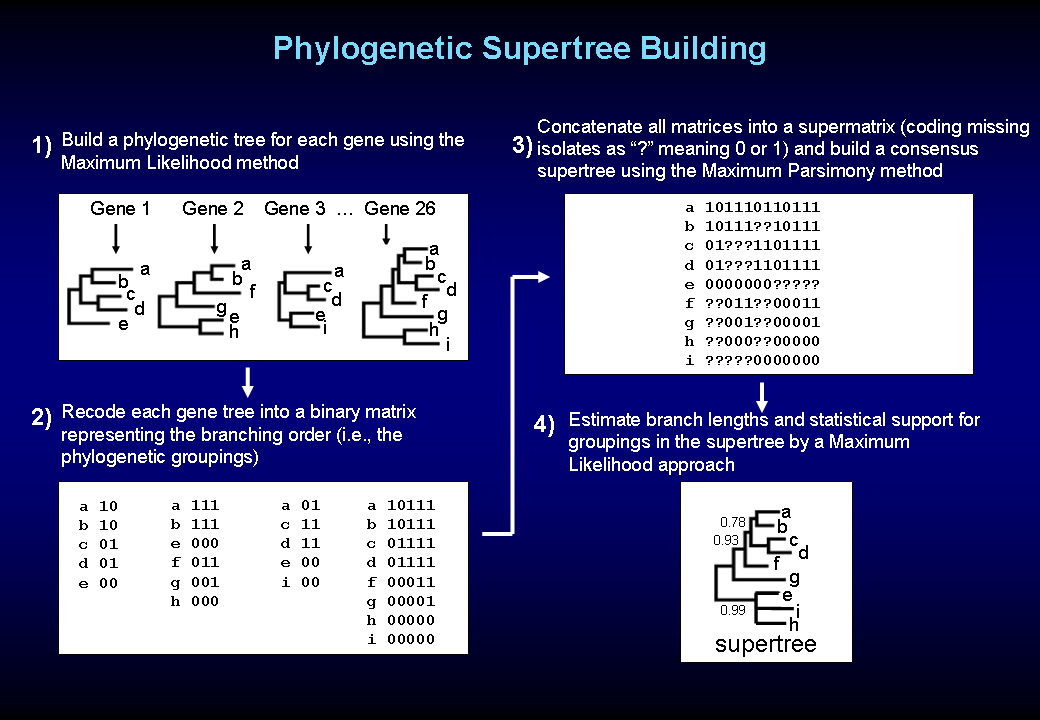 Phylogenetic Supertree Building
1) Build a phylogenetic tree for each gene using the
Maximum Likelihood method
Gene 1 Gene 2 Gene 3 ... Gene 26
a
b
c
d
e
a
b
f
g
e
h
a
c
d
e
i
a
b
c
d
f
g
h
i
2) Recode each gene tree into a binary matrix
representing the branching order (i.e., the
phylogenetic groupings)
a 10
b 10
c 01
d 01
e 00
a 111
b 111
e 000
f 011
g 001
h 000
a 01
c 11
d 11
e 00
i 00
a 10111
b 10111
c 01111
d 01111
f 00011
g 00001
h 00000
i 00000
3) Concatenate all matrices into a supermatrix (coding missing
isolates as “?” meaning 0 or 1) and build a consensus
supertree using the Maximum Parsimony method
a 101110110111
b 10111??10111
c 01???1101111
d 01???1101111
e 0000000?????
f ??011??00011
g ??001??00001
h ??000??00000
i ?????0000000
4) Estimate branch lengths and statistical support for
groupings in the supertree by a Maximum
Likelihood approach
a
0.78
b
0.93
c
d
f
g
e
0.99
i
h
supertree